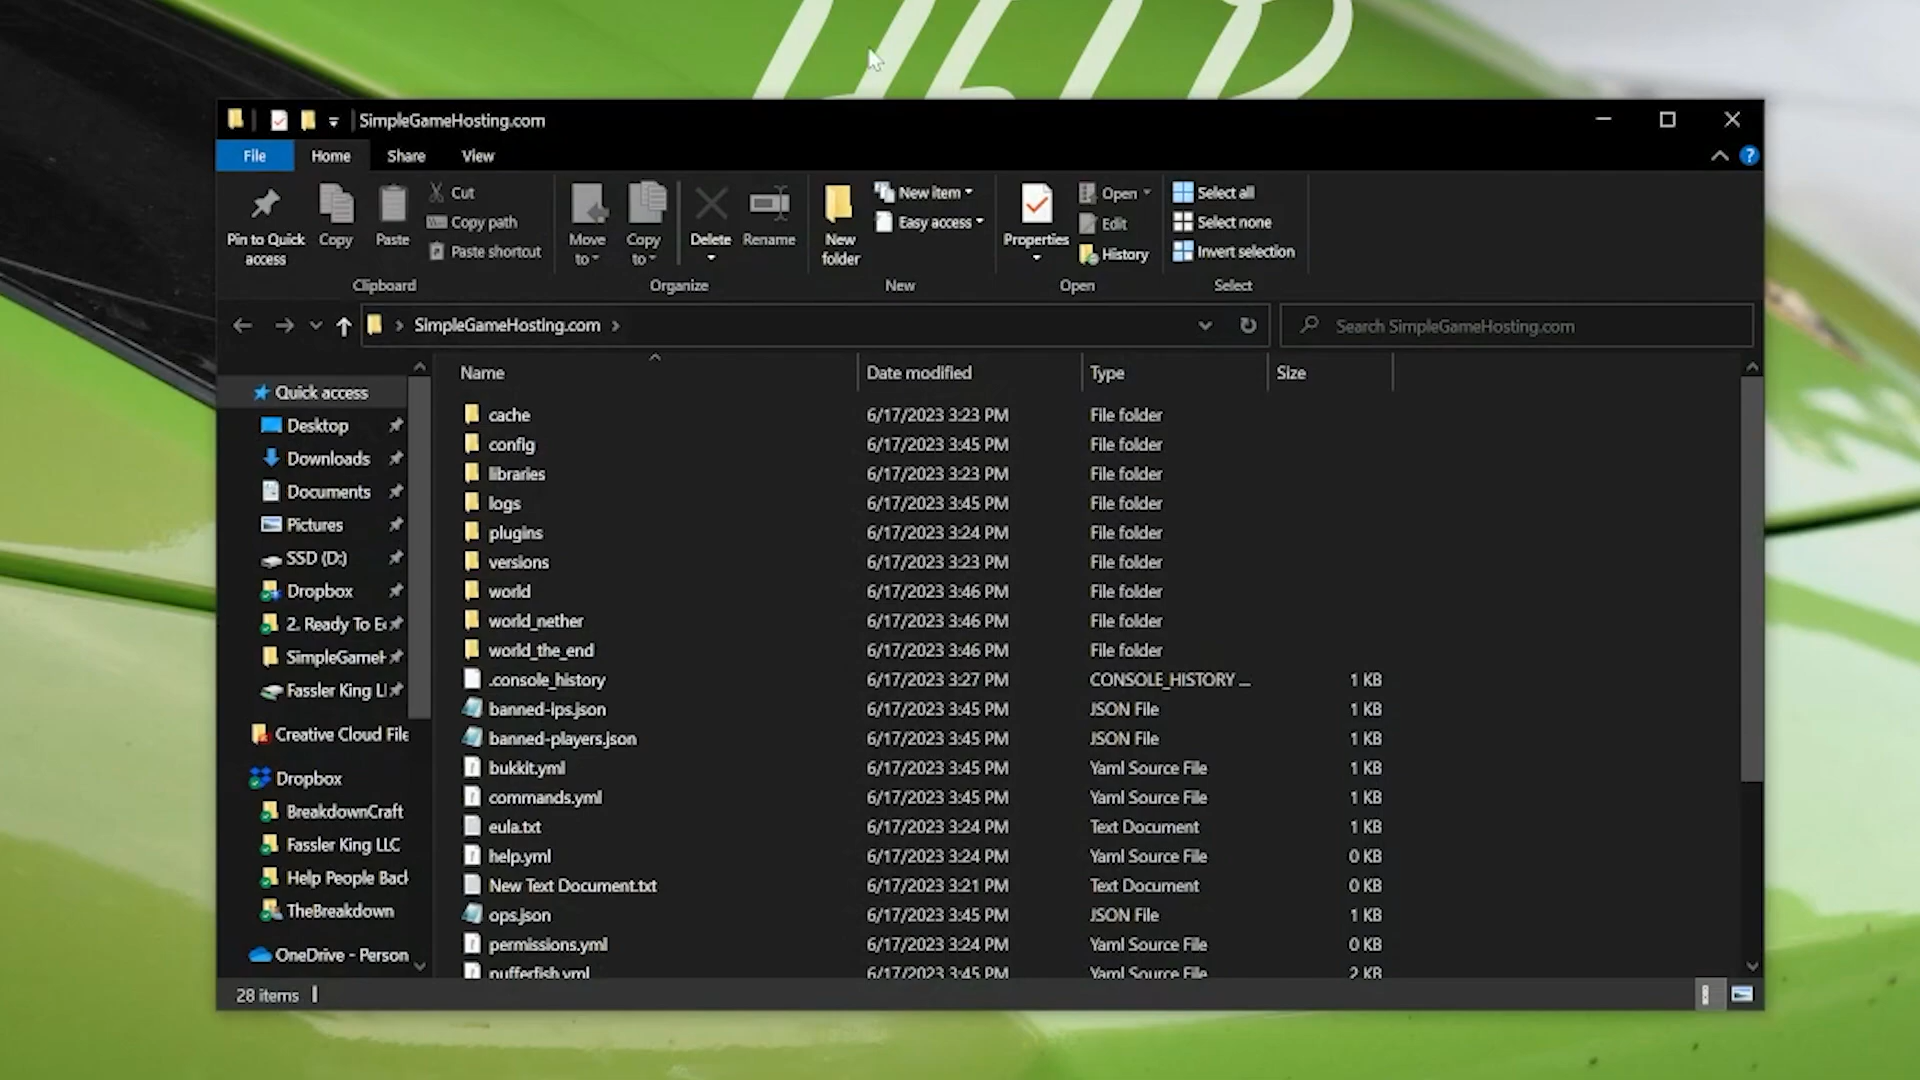 HELP
SimpleGameHosting.com
File Home Share View
Pin to Quick access
Copy
Paste
Cut
Copy path
Paste shortcut
Clipboard
Move to
Copy to
Delete
Rename
Organize
New folder
New item
Easy access
New
Properties
Open
Edit
History
Open
Select all
Select none
Invert selection
Select
SimpleGameHosting.com
Search SimpleGameHosting.com
Quick access
Desktop
Downloads
Documents
Pictures
SSD (D:)
Dropbox
2. Ready To E
SimpleGameH
Fassler King Ll
Creative Cloud File
Dropbox
BreakdownCraft
Fassler King LLC
Help People Back
TheBreakdown
OneDrive - Person
Name Date modified Type Size
cache 6/17/2023 3:23 PM File folder
config 6/17/2023 3:45 PM File folder
libraries 6/17/2023 3:23 PM File folder
logs 6/17/2023 3:45 PM File folder
plugins 6/17/2023 3:24 PM File folder
versions 6/17/2023 3:23 PM File folder
world 6/17/2023 3:46 PM File folder
world_nether 6/17/2023 3:46 PM File folder
world_the_end 6/17/2023 3:46 PM File folder
.console_history 6/17/2023 3:27 PM CONSOLE_HISTORY ... 1 KB
banned-ips.json 6/17/2023 3:45 PM JSON File 1 KB
banned-players.json 6/17/2023 3:45 PM JSON File 1 KB
bukkit.yml 6/17/2023 3:45 PM Yaml Source File 1 KB
commands.yml 6/17/2023 3:45 PM Yaml Source File 1 KB
eula.txt 6/17/2023 3:24 PM Text Document 1 KB
help.yml 6/17/2023 3:24 PM Yaml Source File 0 KB
New Text Document.txt 6/17/2023 3:21 PM Text Document 0 KB
ops.json 6/17/2023 3:45 PM JSON File 1 KB
permissions.yml 6/17/2023 3:24 PM Yaml Source File 0 KB
pufferfish.yml 6/17/2023 3:45 PM Yaml Source File 2 KB
28 items